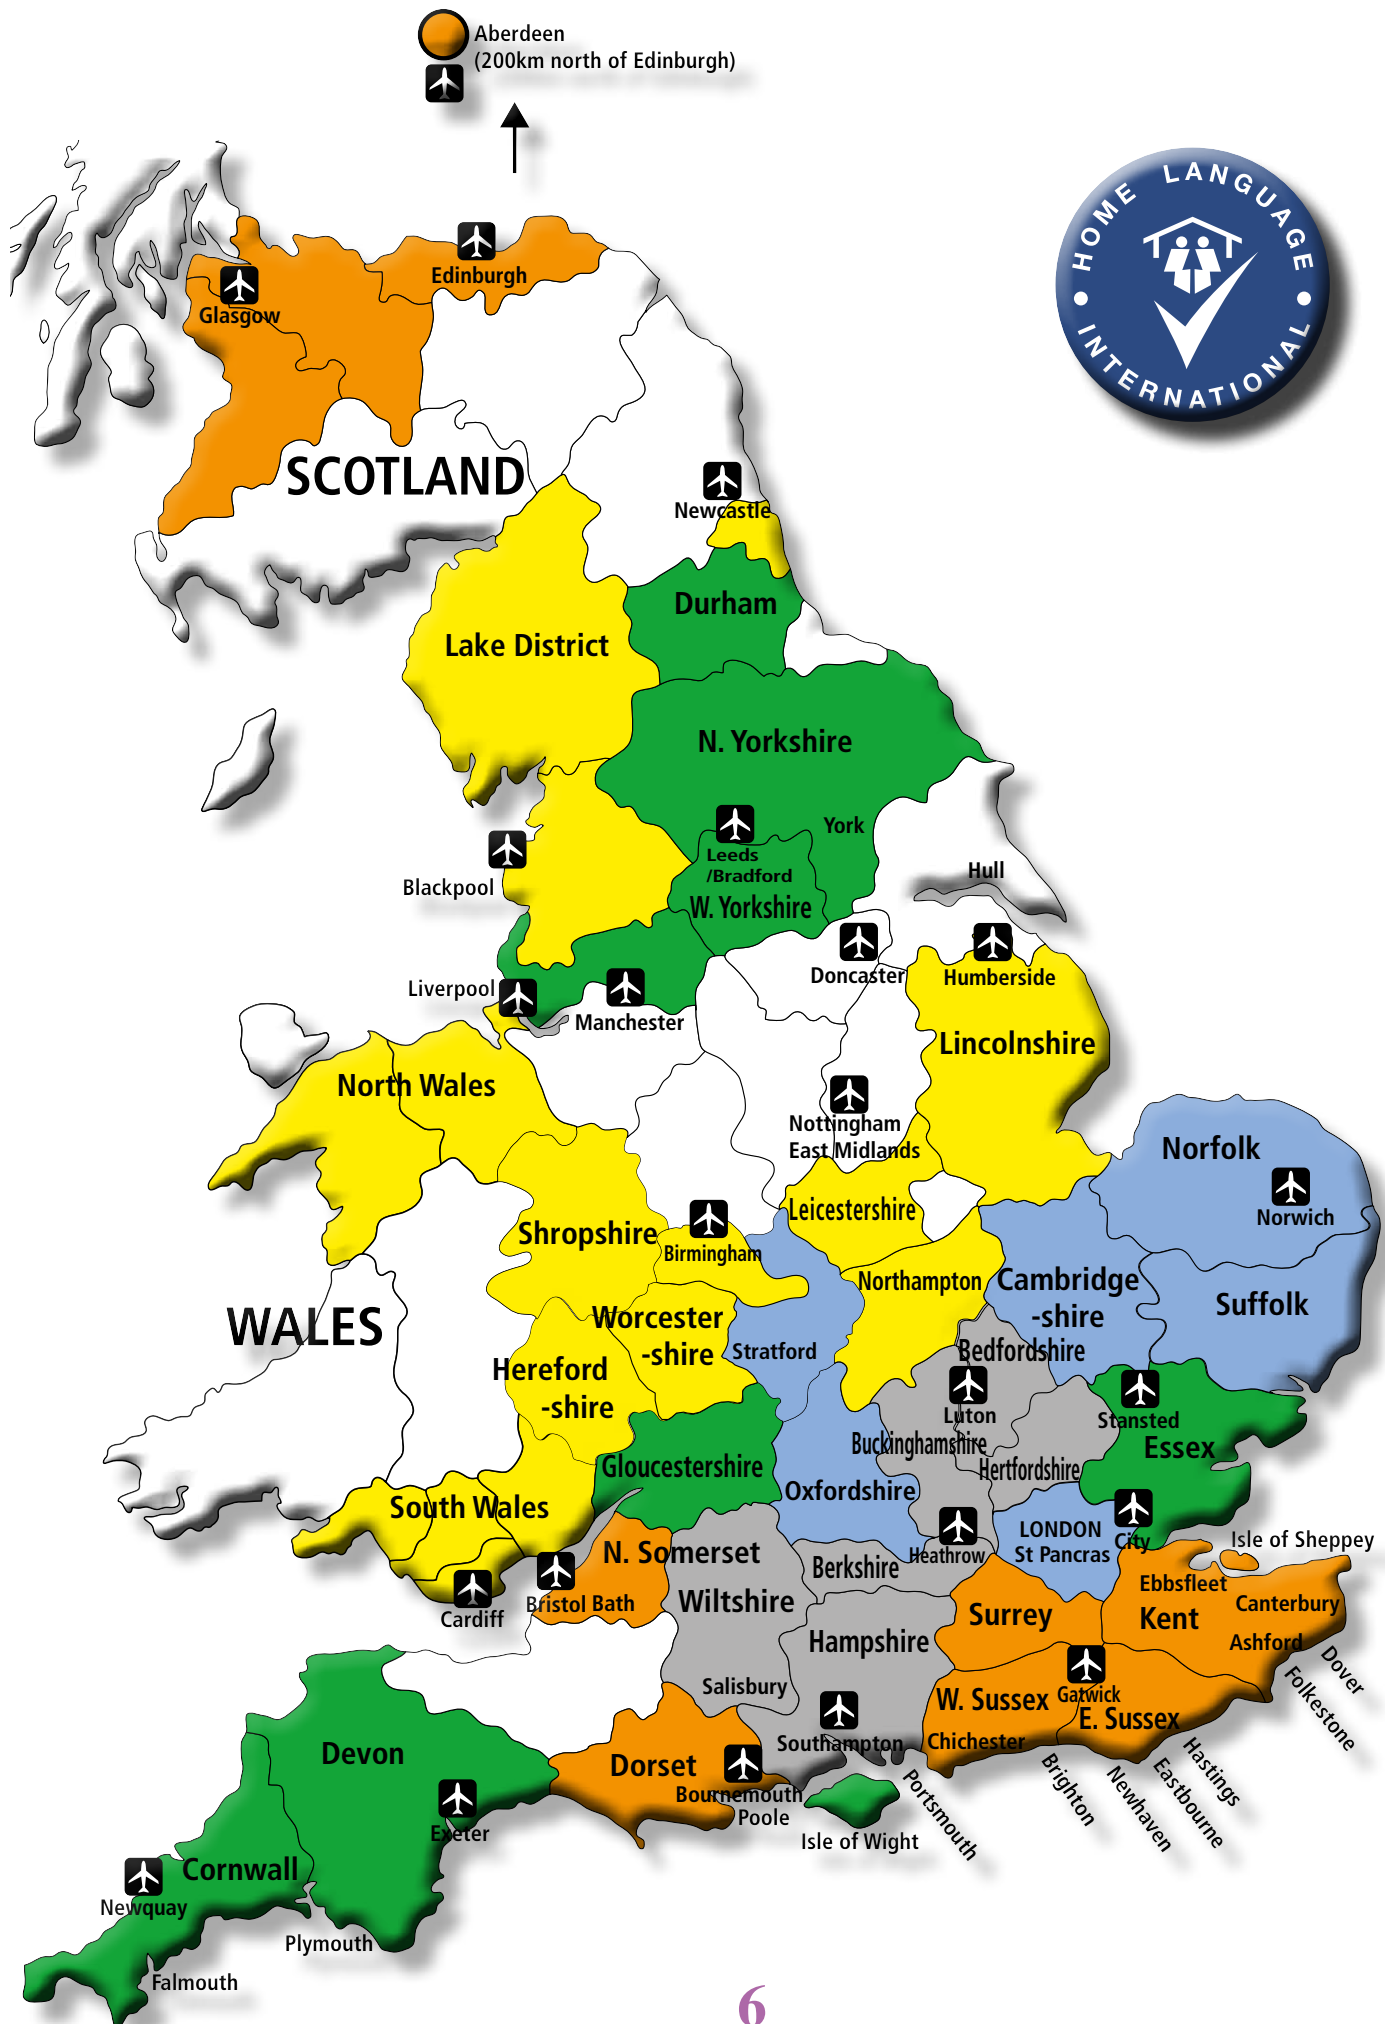 Aberdeen
(200km north of Edinburgh)
HOME LANGUAGE
INTERNATIONAL
Edinburgh
Glasgow
SCOTLAND
Newcastle
Durham
Lake District
N. Yorkshire
York
Leeds
/Bradford
Blackpool
Hull
W. Yorkshire
Doncaster
Humberside
Liverpool
Manchester
Lincolnshire
North Wales
Nottingham
East Midlands
Norfolk
Norwich
Leicestershire
Shropshire
Birmingham
Northampton
Cambridge
-shire
Suffolk
WALES
Worcester
-shire
Stratford
Bedfordshire
Hereford
-shire
Luton
Stansted
Essex
Buckinghamshire
Gloucestershire
Hertfordshire
Oxfordshire
South Wales
LONDON
St Pancras
City
Isle of Sheppey
N. Somerset
Berkshire
Heathrow
Ebbsfleet
Canterbury
Kent
Ashford
Dover
Folkestone
Cardiff
Bristol Bath
Wiltshire
Surrey
Hampshire
Salisbury
W. Sussex
Gatwick
E. Sussex
Southampton
Chichester
Hastings
Eastbourne
Newhaven
Brighton
Portsmouth
Devon
Dorset
Bournemouth
Poole
Isle of Wight
Exeter
Cornwall
Newquay
Plymouth
Falmouth
6